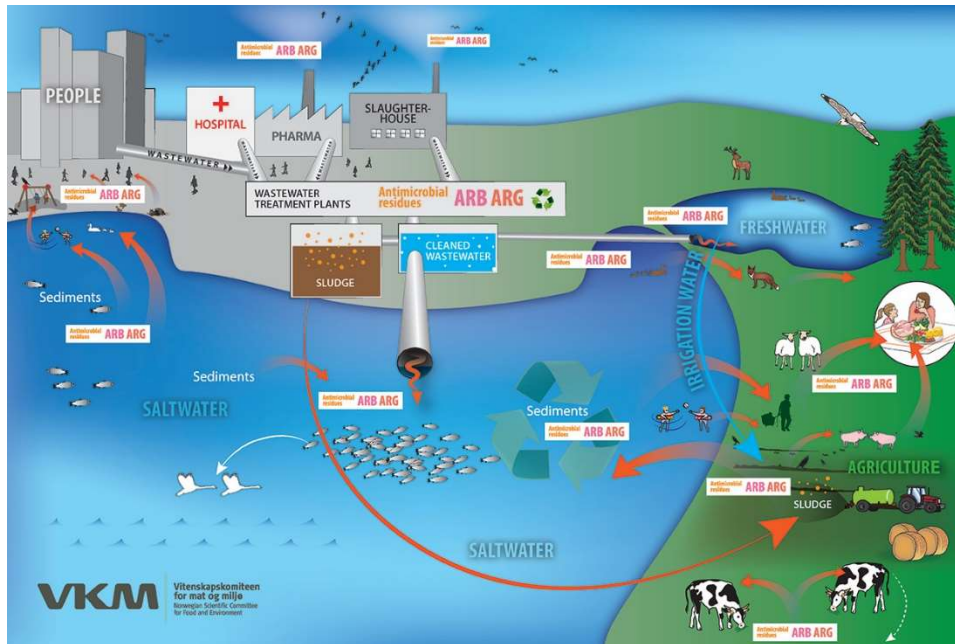 Antimicrobial
residues ARB ARG
Antimicrobial
residues ARB ARG
PEOPLE
HOSPITAL
PHARMA
SLAUGHTER-
HOUSE
WASTEWATER
Antimicrobial
residues ARB ARG
WASTEWATER
TREATMENT PLANTS
Antimicrobial
residues ARB ARG
Antimicrobial
residues ARB ARG
FRESHWATER
CLEANED
WASTEWATER
SLUDGE
Antimicrobial
residues ARB ARG
IRRIGATION WATER
Sediments
Antimicrobial
residues ARB ARG
Sediments
Antimicrobial
residues ARB ARG
SALTWATER
Sediments
Antimicrobial
residues ARB ARG
Antimicrobial
residues ARB ARG
AGRICULTURE
Antimicrobial
residues ARB ARG
SLUDGE
SALTWATER
VKM
Vitenskapskomiteen
for mat og miljø
Norwegian Scientific Committee
for Food and Environment
Antimicrobial
residues ARB ARG